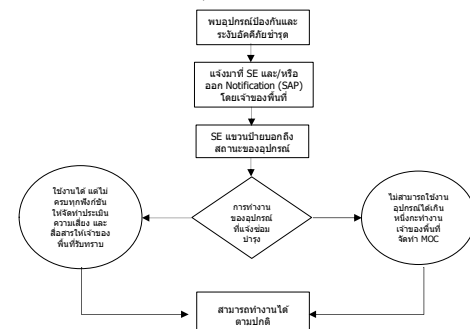 พบอุปกรณ์ป้องกันและ
ระงับอัคคีภัยชำรุด
แจ้งมาที่ SE และ/หรือ
ออก Notification (SAP)
โดยเจ้าของพื้นที่
SE แขวนป้ายบอกถึง
สถานะของอุปกรณ์
ใช้งานได้ แต่ไม่
ครบทุกฟังก์ชัน
ให้จัดทำประเมิน
ความเสี่ยง และ
สื่อสารให้เจ้าของ
พื้นที่รับทราบ
การทำงาน
ของอุปกรณ์
ที่แจ้งซ่อม
บำรุง
ไม่สามารถใช้งาน
อุปกรณ์ได้เกิน
หนึ่งกะทำงาน
เจ้าของพื้นที่
จัดทำ MOC
สามารถทำงานได้
ตามปกติ